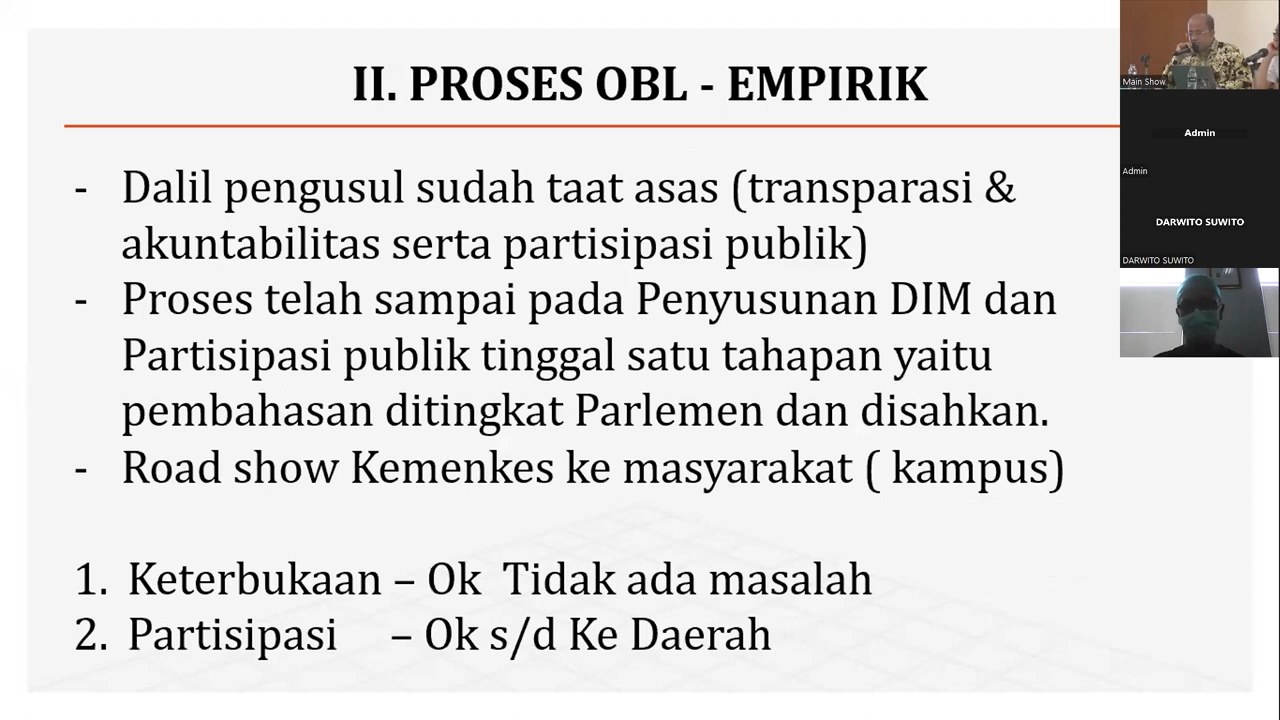 II. PROSES OBL - EMPIRIK
- Dalil pengusul sudah taat asas (transparasi &
akuntabilitas serta partisipasi publik)
- Proses telah sampai pada Penyusunan DIM dan
Partisipasi publik tinggal satu tahapan yaitu
pembahasan ditingkat Parlemen dan disahkan.
- Road show Kemenkes ke masyarakat ( kampus)
1. Keterbukaan – Ok Tidak ada masalah
2. Partisipasi – Ok s/d Ke Daerah
Main Show
Admin
Admin
DARWITO SUWITO
DARWITO SUWITO